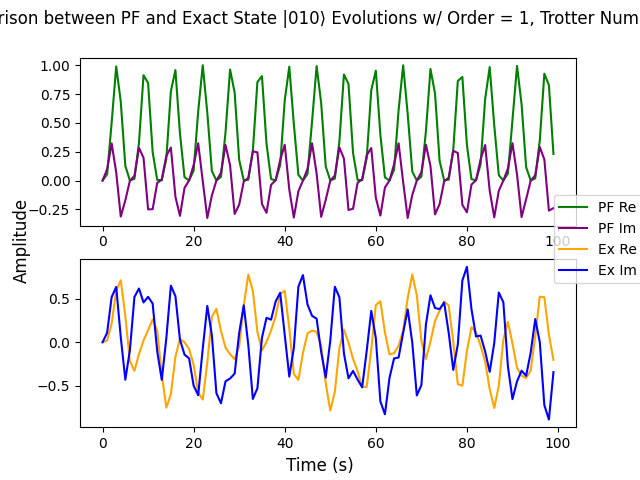 rison between PF and Exact State |010⟩ Evolutions w/ Order = 1, Trotter Num
1.00
0.75
0.50
0.25
0.00
−0.25
0 20 40 60 80 100
PF Re
PF Im
Ex Re
Ex Im
Amplitude
0.5
0.0
−0.5
0 20 40 60 80 100
Time (s)